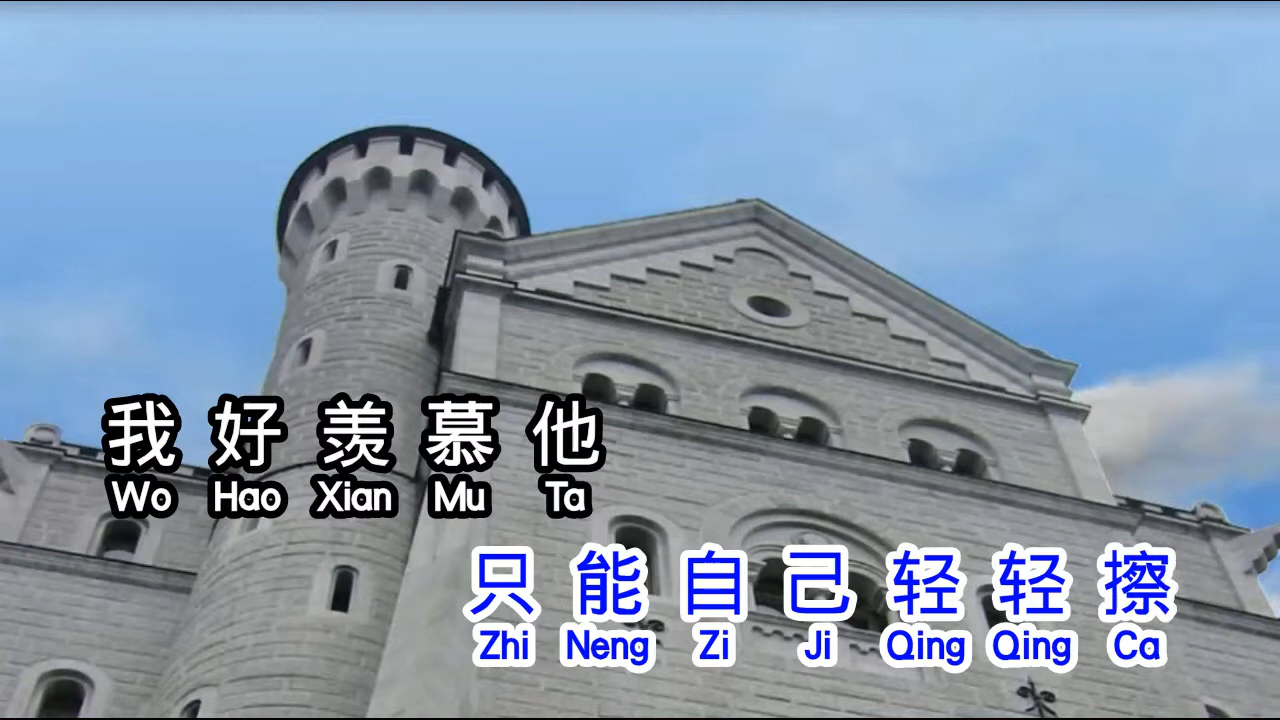 我 好 羡 慕 他
Wo Hao Xian Mu Ta
只 能 自 己 轻 轻 擦
Zhi Neng Zi Ji Qing Qing Ca